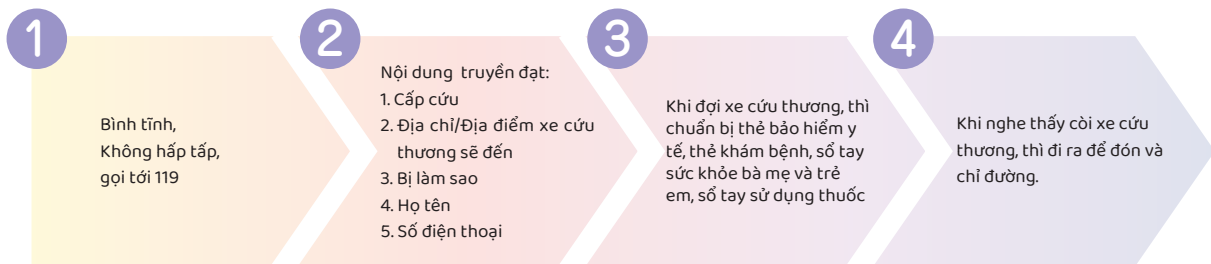 1
Bình tĩnh,
Không hấp tấp,
gọi tới 119
2
Nội dung truyền đạt:
1. Cấp cứu
2. Địa chỉ/Địa điểm xe cứu
thương sẽ đến
3. Bị làm sao
4. Họ tên
5. Số điện thoại
3
Khi đợi xe cứu thương, thì
chuẩn bị thẻ bảo hiểm y
tế, thẻ khám bệnh, sổ tay
sức khỏe bà mẹ và trẻ
em, sổ tay sử dụng thuốc
4
Khi nghe thấy còi xe cứu
thương, thì đi ra để đón và
chỉ đường.